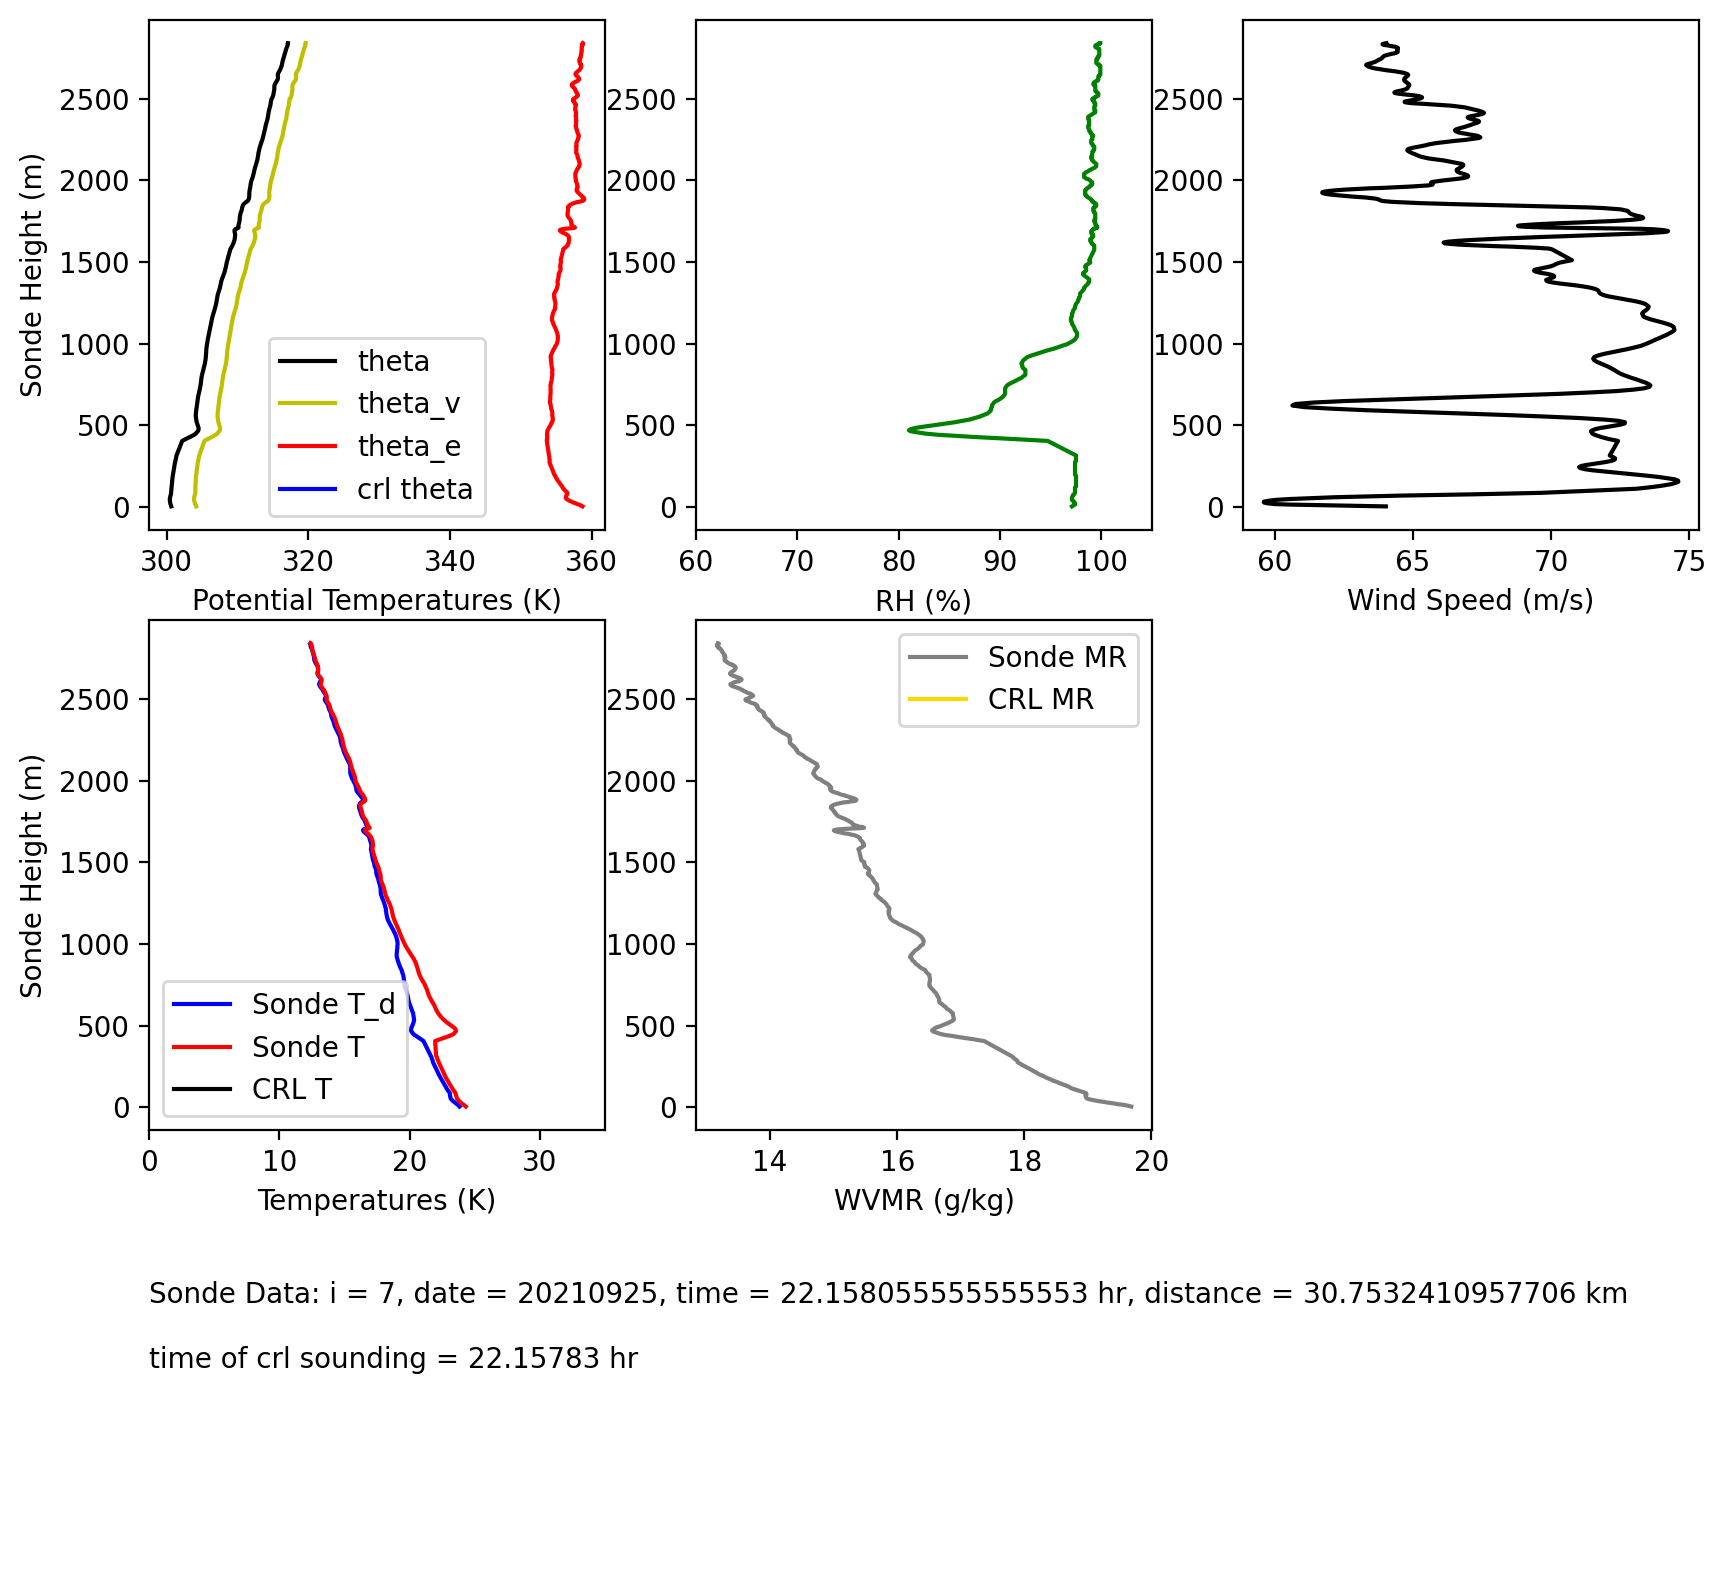 Sonde Height (m)
2500
2000
1500
1000
500
0
theta
theta_v
theta_e
crl theta
300 320 340 360
Potential Temperatures (K)
2500
2000
1500
1000
500
0
60 70 80 90 100
RH (%)
2500
2000
1500
1000
500
0
60 65 70 75
Wind Speed (m/s)
Sonde Height (m)
2500
2000
1500
1000
500
0
Sonde T_d
Sonde T
CRL T
0 10 20 30
Temperatures (K)
2500
2000
1500
1000
500
0
Sonde MR
CRL MR
14 16 18 20
WVMR (g/kg)
Sonde Data: i = 7, date = 20210925, time = 22.158055555555553 hr, distance = 30.7532410957706 km
time of crl sounding = 22.15783 hr